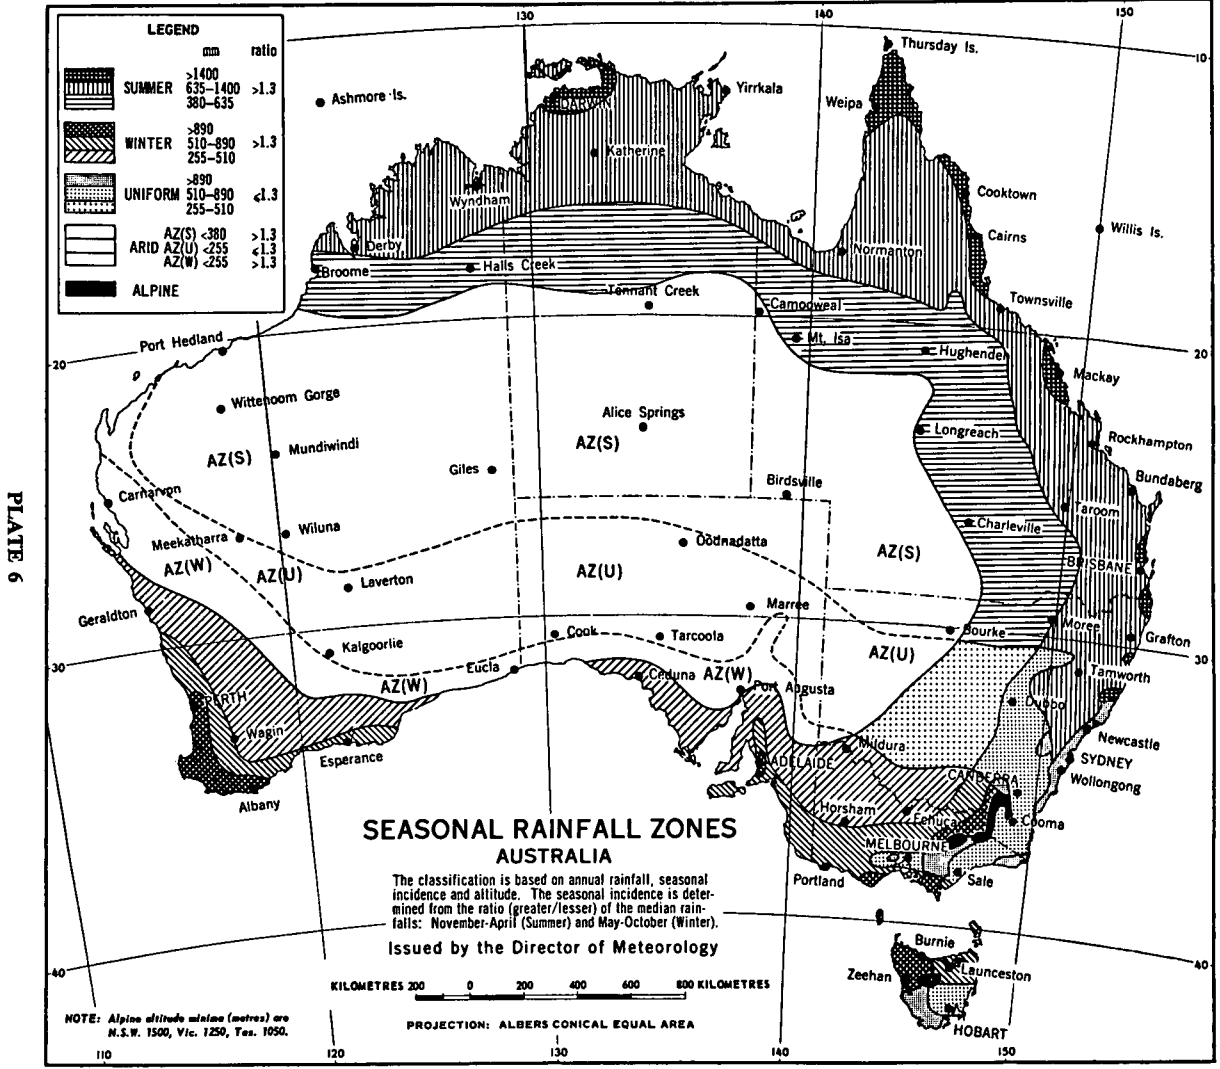 PLATE 6
130
140
150
LEGEND
mm ratio
>1400
SUMMER 635–1400 >1.3
380–635
>890
WINTER 510–890 >1.3
255–510
>890
UNIFORM 510–890 ⩽1.3
255–510
AZ(S) <380 >1.3
ARID AZ(U) <255 ⩽1.3
AZ(W) <255 >1.3
ALPINE
Thursday Is.
10
Ashmore Is.
Yirrkala
Weipa
DARWIN
Katherine
Wyndham
Cooktown
Willis Is.
Cairns
Derby
Normanton
Broome
Halls Creek
Tennant Creek
Camooweal
Townsville
Port Hedland
Mt. Isa
Hughenden
20
20
Mackay
Wittenoom Gorge
Alice Springs
AZ(S)
Longreach
Rockhampton
Mundiwindi
AZ(S)
Giles
Birdsville
Bundaberg
Carnarvon
Taroom
Charleville
Wiluna
Meekatharra
Oodnadatta
AZ(S)
BRISBANE
AZ(W)
AZ(U)
Laverton
AZ(U)
Marree
Geraldton
Moree
Bourke
Cook
Tarcoola
Grafton
Kalgoorlie
AZ(U)
30
30
Eucla
Ceduna
AZ(W)
Tamworth
AZ(W)
Port Augusta
PERTH
Dubbo
Wagin
Mildura
Newcastle
Esperance
ADELAIDE
SYDNEY
CANBERRA
Wollongong
Albany
Horsham
Echuca
Cooma
SEASONAL RAINFALL ZONES
MELBOURNE
AUSTRALIA
Portland
Sale
The classification is based on annual rainfall, seasonal
incidence and altitude. The seasonal incidence is deter-
mined from the ratio (greater/lesser) of the median rain-
falls: November-April (Summer) and May-October (Winter).
Issued by the Director of Meteorology
Burnie
Launceston
Zeehan
40
40
KILOMETRES 200 0 200 400 600 800 KILOMETRES
NOTE: Alpine altitude minima (metres) are
N.S.W. 1500, Vic. 1250, Tas. 1050.
PROJECTION: ALBERS CONICAL EQUAL AREA
HOBART
110
120
130
140
150